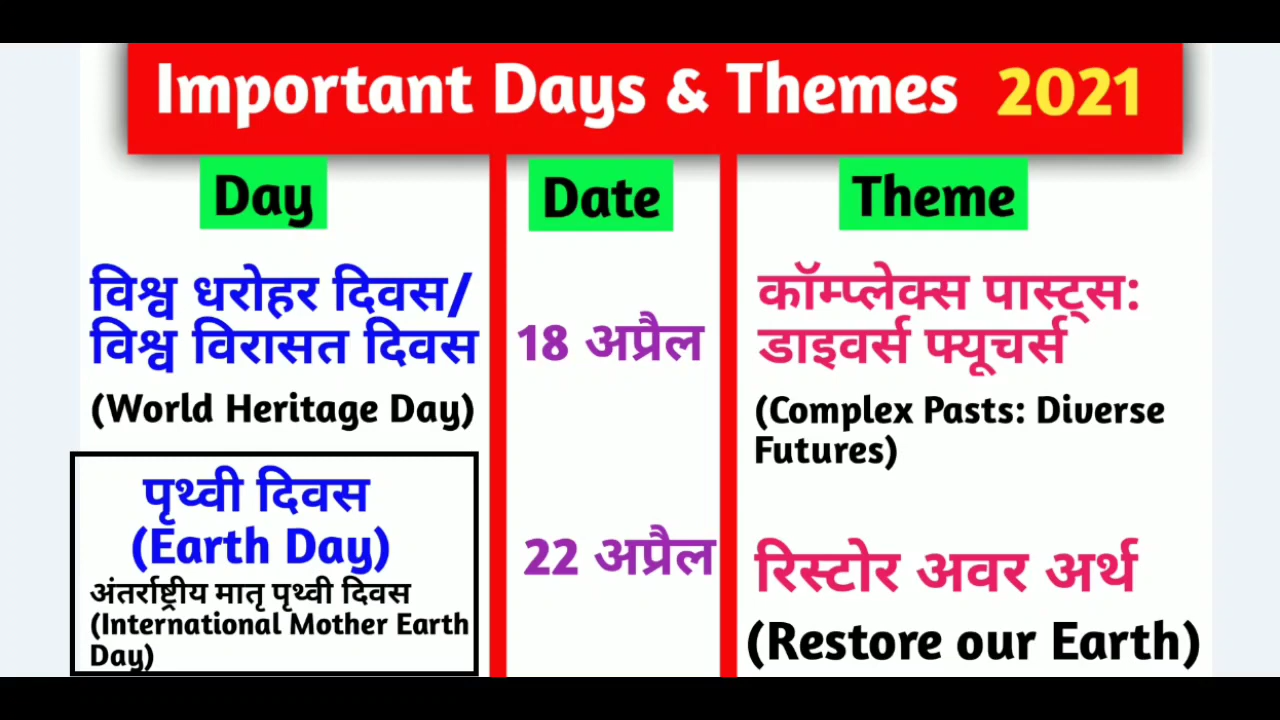 Important Days & Themes 2021
Day
Date
Theme
विश्व धरोहर दिवस/
विश्व विरासत दिवस
(World Heritage Day)
18 अप्रैल
कॉम्प्लेक्स पास्ट्स:
डाइवर्स फ्यूचर्स
(Complex Pasts: Diverse
Futures)
पृथ्वी दिवस
(Earth Day)
अंतर्राष्ट्रीय मातृ पृथ्वी दिवस
(International Mother Earth
Day)
22 अप्रैल
रिस्टोर अवर अर्थ
(Restore our Earth)